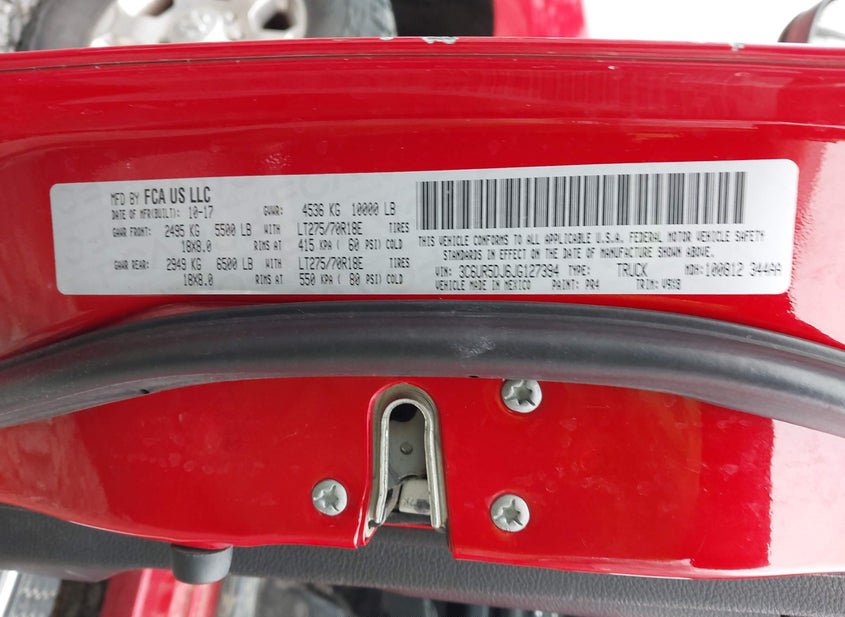 MFD BY FCA US LLC
DATE OF MFR(BUILT): 10-17 GVWR: 4536 KG 10000 LB
GAWR FRONT: 2495 KG 5500 LB WITH LT275/70R18E TIRES
18X8.0 RIMS AT 415 KPA ( 60 PSI) COLD
GAWR REAR: 2949 KG 6500 LB WITH LT275/70R18E TIRES
18X8.0 RIMS AT 550 KPA ( 80 PSI) COLD
THIS VEHICLE CONFORMS TO ALL APPLICABLE U.S.A. FEDERAL MOTOR VEHICLE SAFETY
STANDARDS IN EFFECT ON THE DATE OF MANUFACTURE SHOWN ABOVE.
VIN: 3C6UR5DJ6JG127394 TYPE: TRUCK MDH: 100812 344AA
VEHICLE MADE IN MEXICO PAINT: PR4 TRIM: V9X8